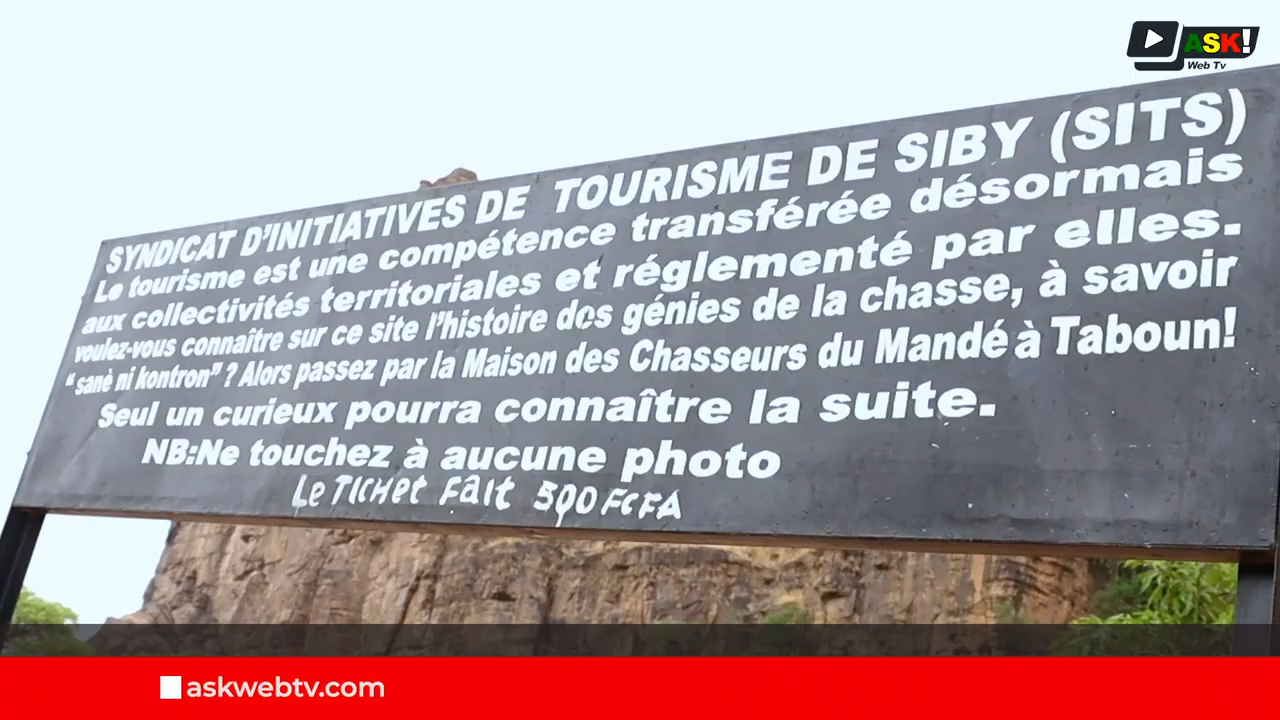 ASK!
Web Tv
SYNDICAT D'INITIATIVES DE TOURISME DE SIBY (SITS)
Le tourisme est une compétence transférée désormais
aux collectivités territoriales et réglementé par elles.
voulez-vous connaître sur ce site l'histoire des génies de la chasse, à savoir
"sanè ni kontron" ? Alors passez par la Maison des Chasseurs du Mandé à Taboun!
Seul un curieux pourra connaître la suite.
NB:Ne touchez à aucune photo
Le Ticket Fait 500 FCFA
askwebtv.com